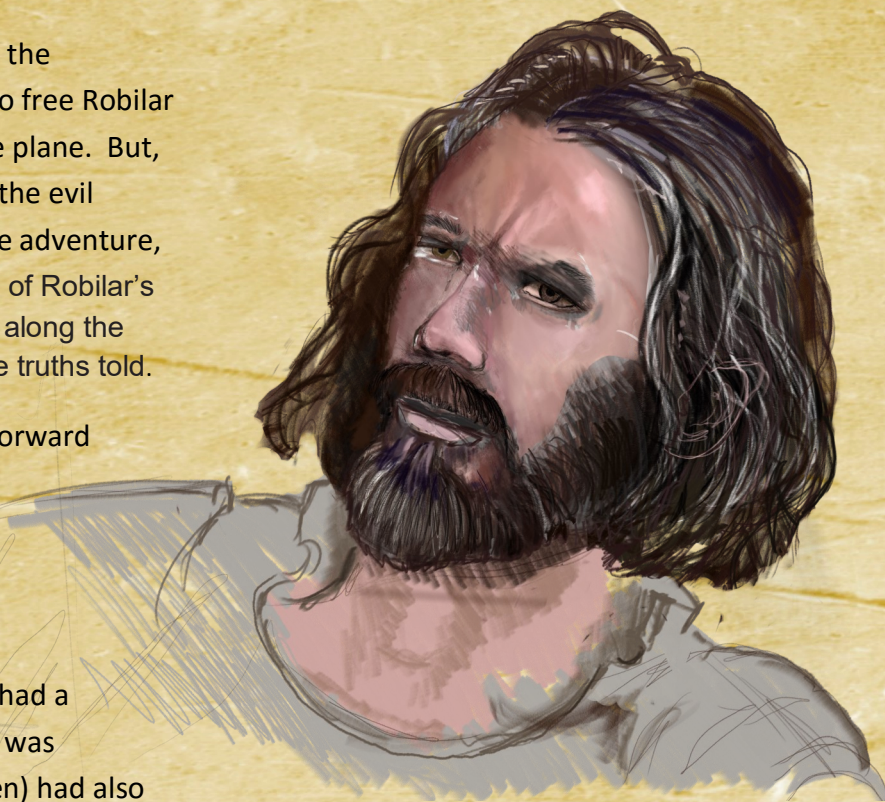 the
o free Robilar
e plane.  But,
the evil
e adventure,
of Robilar's
along the
e truths told.
orward
had a
was
en) had also